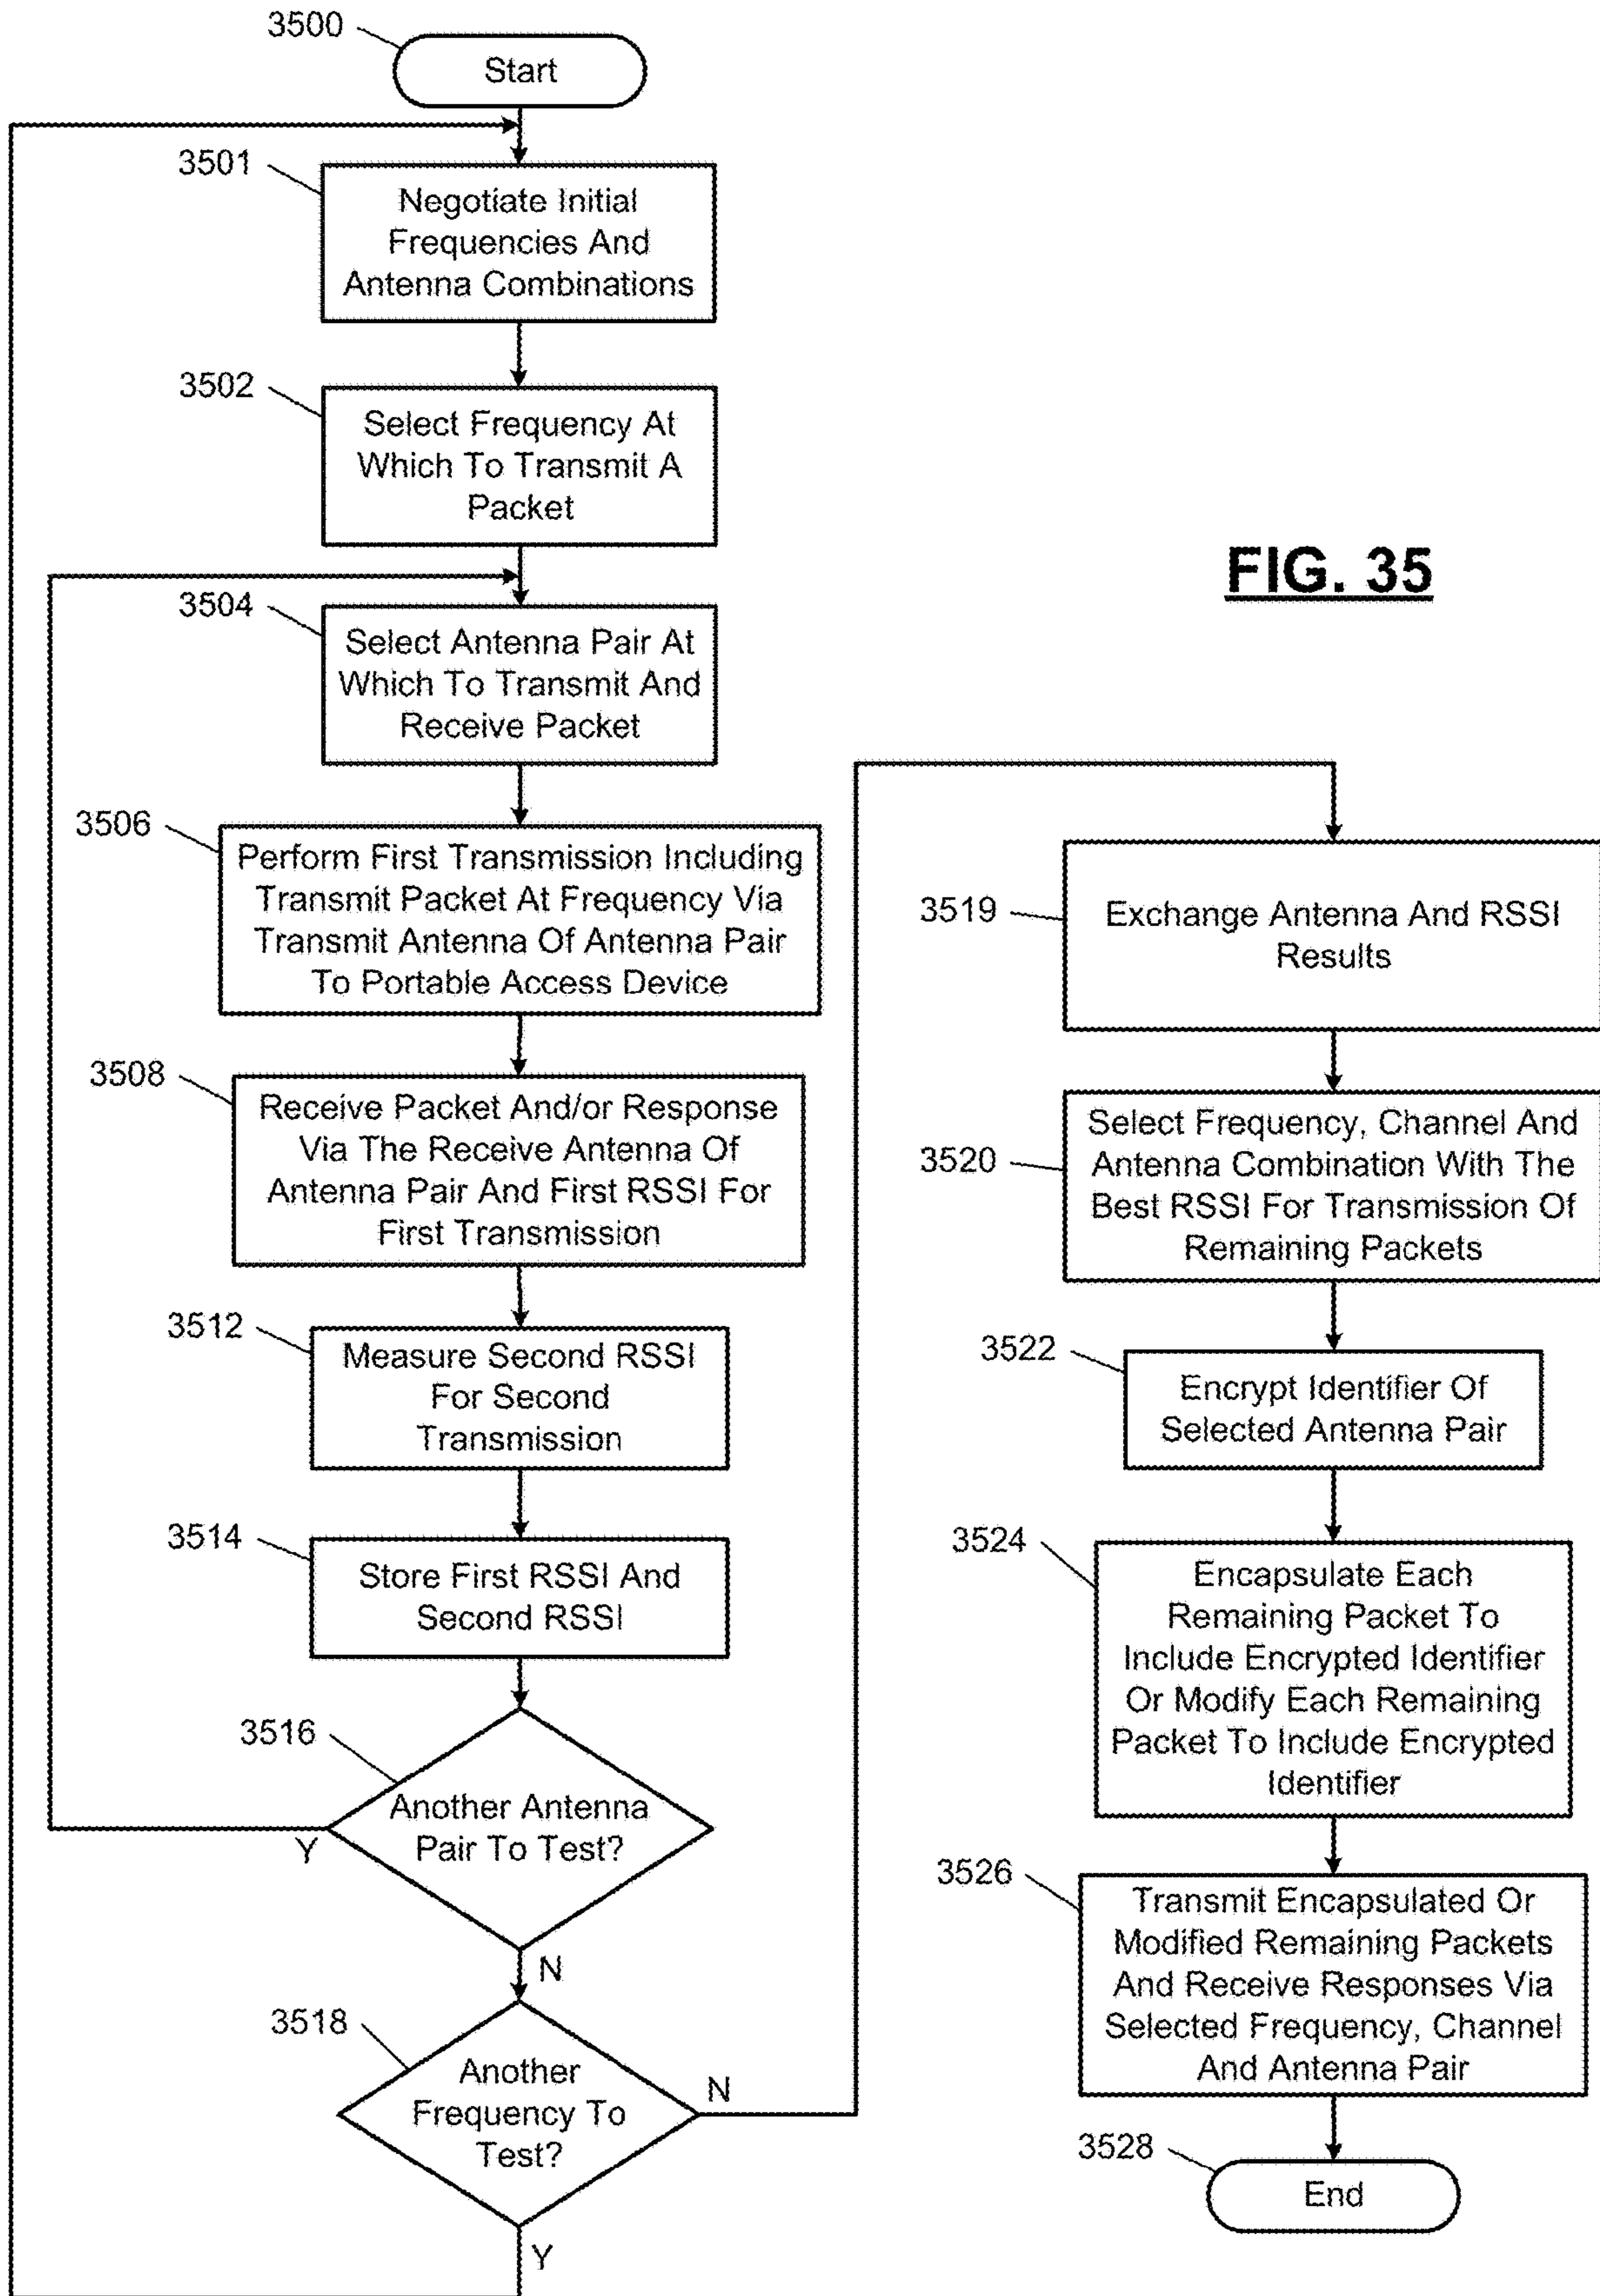 3500
Start
3501
Negotiate Initial
Frequencies And
Antenna Combinations
3502
Select Frequency At
Which To Transmit A
Packet
3504
Select Antenna Pair At
Which To Transmit And
Receive Packet
3506
Perform First Transmission Including
Transmit Packet At Frequency Via
Transmit Antenna Of Antenna Pair
To Portable Access Device
3508
Receive Packet And/or Response
Via The Receive Antenna Of
Antenna Pair And First RSSI For
First Transmission
3512
Measure Second RSSI
For Second
Transmission
3514
Store First RSSI And
Second RSSI
3516
Another Antenna
Pair To Test?
Y
N
3518
Another
Frequency To
Test?
N
Y
FIG. 35
3519
Exchange Antenna And RSSI
Results
3520
Select Frequency, Channel And
Antenna Combination With The
Best RSSI For Transmission Of
Remaining Packets
3522
Encrypt Identifier Of
Selected Antenna Pair
3524
Encapsulate Each
Remaining Packet To
Include Encrypted Identifier
Or Modify Each Remaining
Packet To Include Encrypted
Identifier
3526
Transmit Encapsulated Or
Modified Remaining Packets
And Receive Responses Via
Selected Frequency, Channel
And Antenna Pair
3528
End